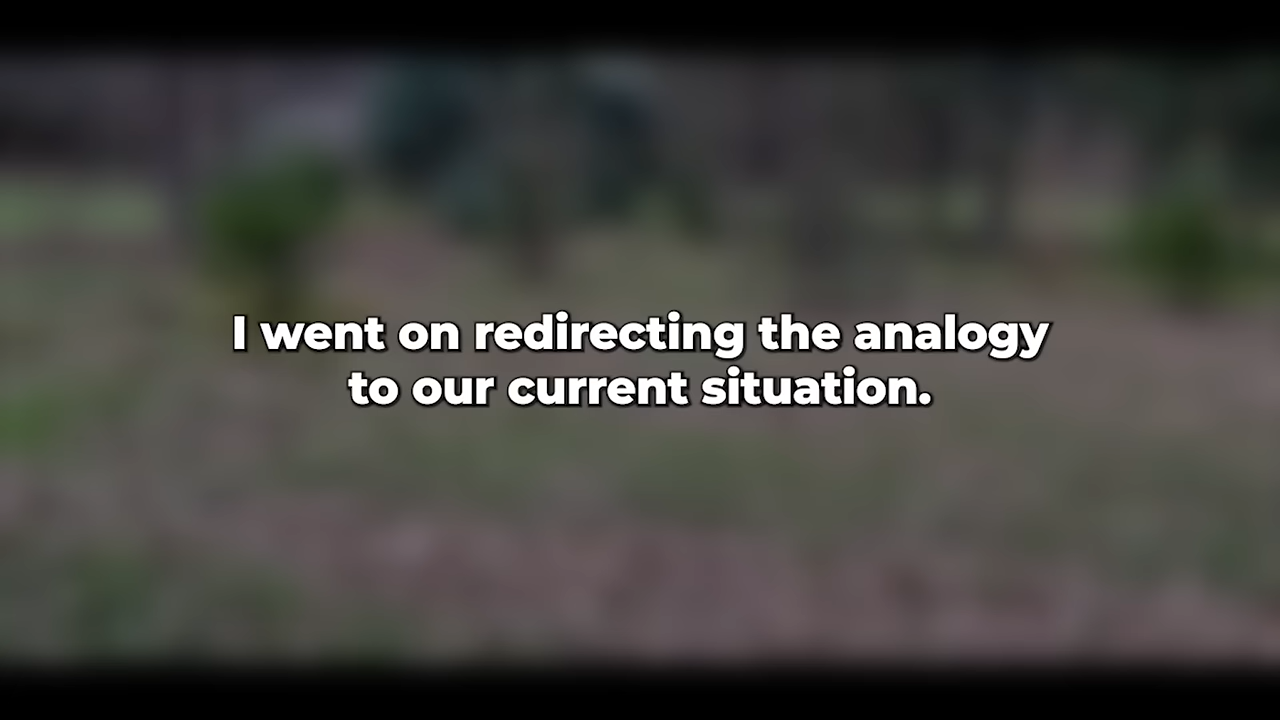 I went on redirecting the analogy
to our current situation.